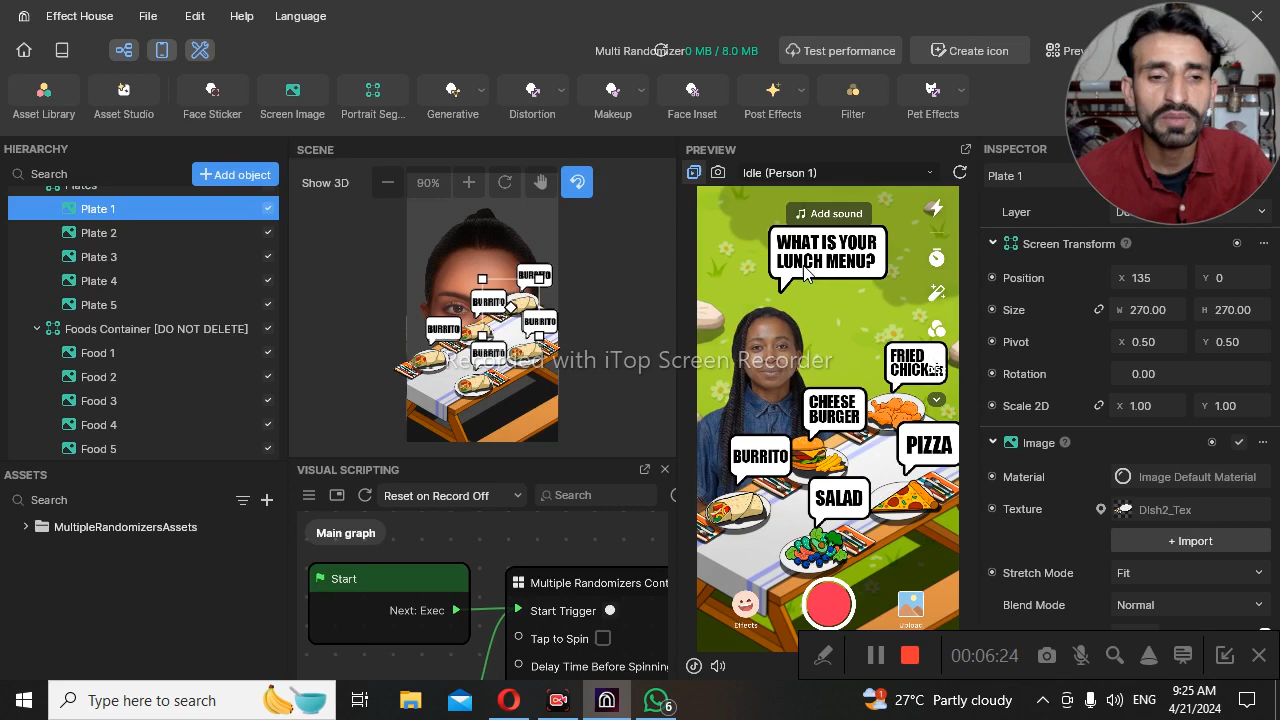 Effect House File Edit Help Language
Multi Randomizer 0 MB / 8.0 MB Test performance Create icon
Asset Library Asset Studio Face Sticker Screen Image Portrait Seg... Generative Distortion Makeup Face Inset Post Effects Filter Pet Effects
HIERARCHY
Search
Add object
Plates
Plate 1
Plate 2
Plate 3
Plate 4
Plate 5
Foods Container [DO NOT DELETE]
Food 1
Food 2
Food 3
Food 4
Food 5
ASSETS
Search
MultipleRandomizersAssets
SCENE
Show 3D 90%
BURRITO
BURRITO
BURRITO
BURRITO
BURRITO
VISUAL SCRIPTING
Reset on Record Off Search
Main graph
Start
Next: Exec
Multiple Randomizers Cont
Start Trigger
Tap to Spin
Delay Time Before Spinning
PREVIEW
Idle (Person 1)
Add sound
WHAT IS YOUR
LUNCH MENU?
FRIED
CHEESE
BURGER
BURRITO
PIZZA
SALAD
Effects
Upload
INSPECTOR
Plate 1
Layer
Screen Transform
Position X 135 Y 0
Size W 270.00 H 270.00
Pivot X 0.50 Y 0.50
Rotation 0.00
Scale 2D X 1.00 Y 1.00
Image
Material Image Default Material
Texture Dish2_Tex
+ Import
Stretch Mode Fit
Blend Mode Normal
Recorded with iTop Screen Recorder
00:06:24
Type here to search
6
1
27°C Partly cloudy
ENG
9:25 AM
4/21/2024